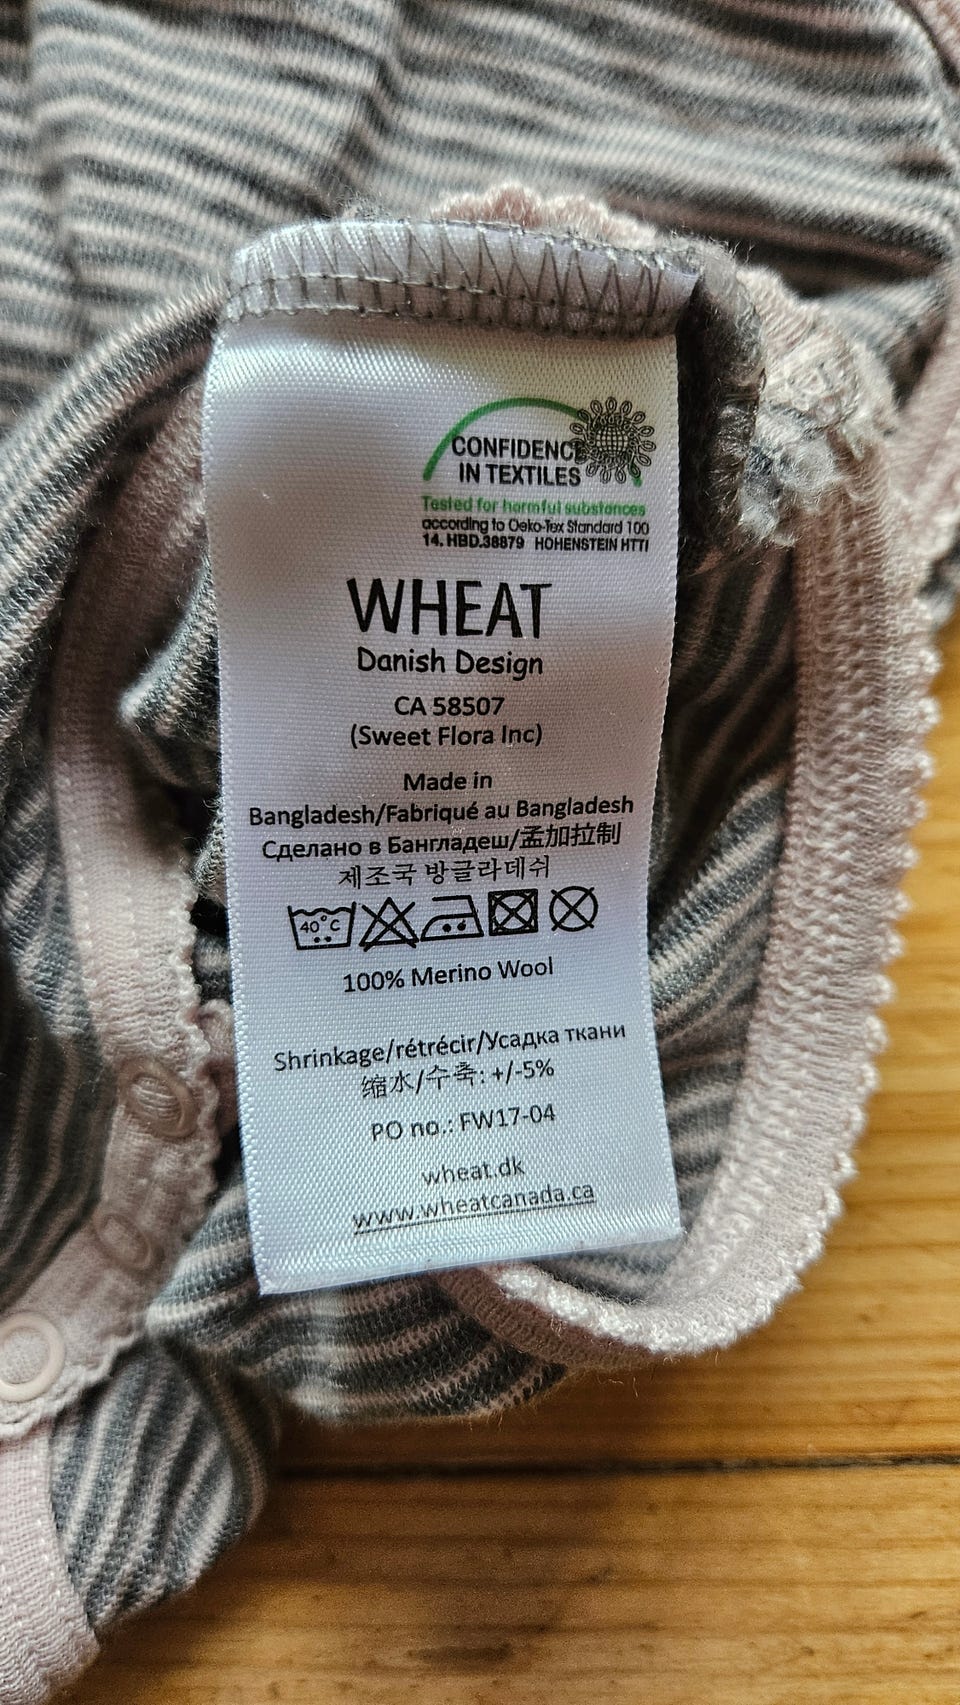 CONFIDENCE
IN TEXTILES
Tested for harmful substances
according to Oeko-Tex Standard 100
14. HBD.38879 HOHENSTEIN HTTI
WHEAT
Danish Design
CA 58507
(Sweet Flora Inc)
Made in
Bangladesh/Fabriqué au Bangladesh
Сделано в Бангладеш/孟加拉制
제조국 방글라데쉬
40°C
100% Merino Wool
Shrinkage/rétrécir/Усадка ткани
缩水/수축: +/-5%
PO no.: FW17-04
wheat.dk
www.wheatcanada.ca